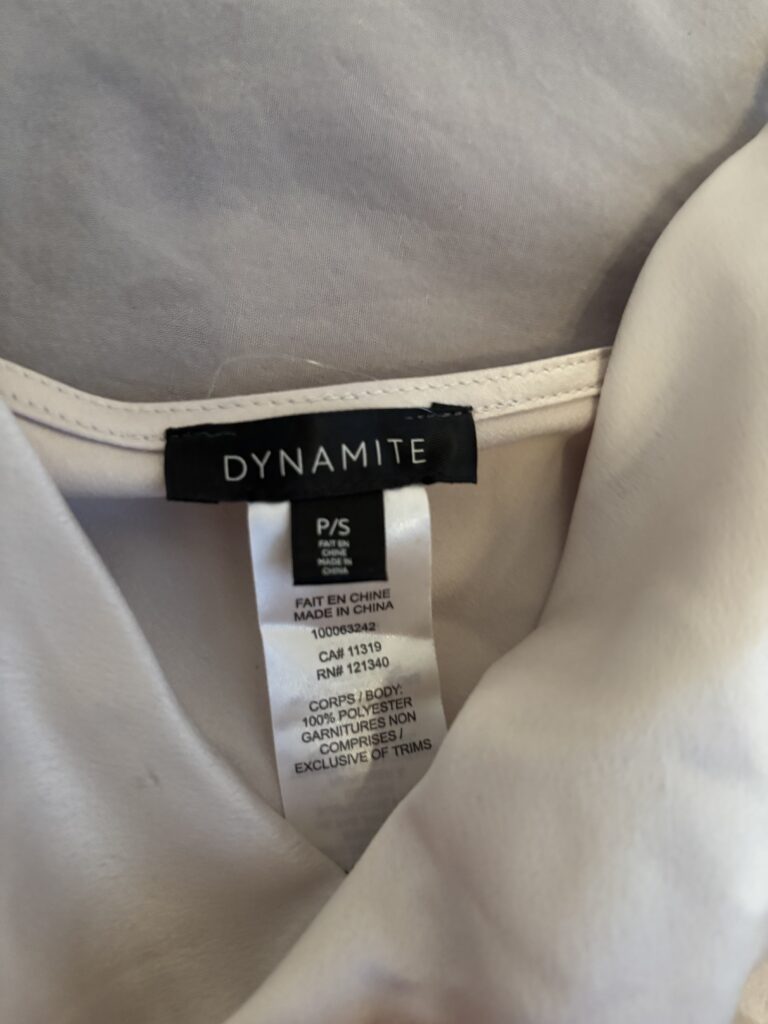 DYNAMITE
P/S
FAIT EN
CHINE
MADE IN
CHINA
FAIT EN CHINE
MADE IN CHINA
100063242
CA# 11319
RN# 121340
CORPS / BODY:
100% POLYESTER
GARNITURES NON
COMPRISES /
EXCLUSIVE OF TRIMS